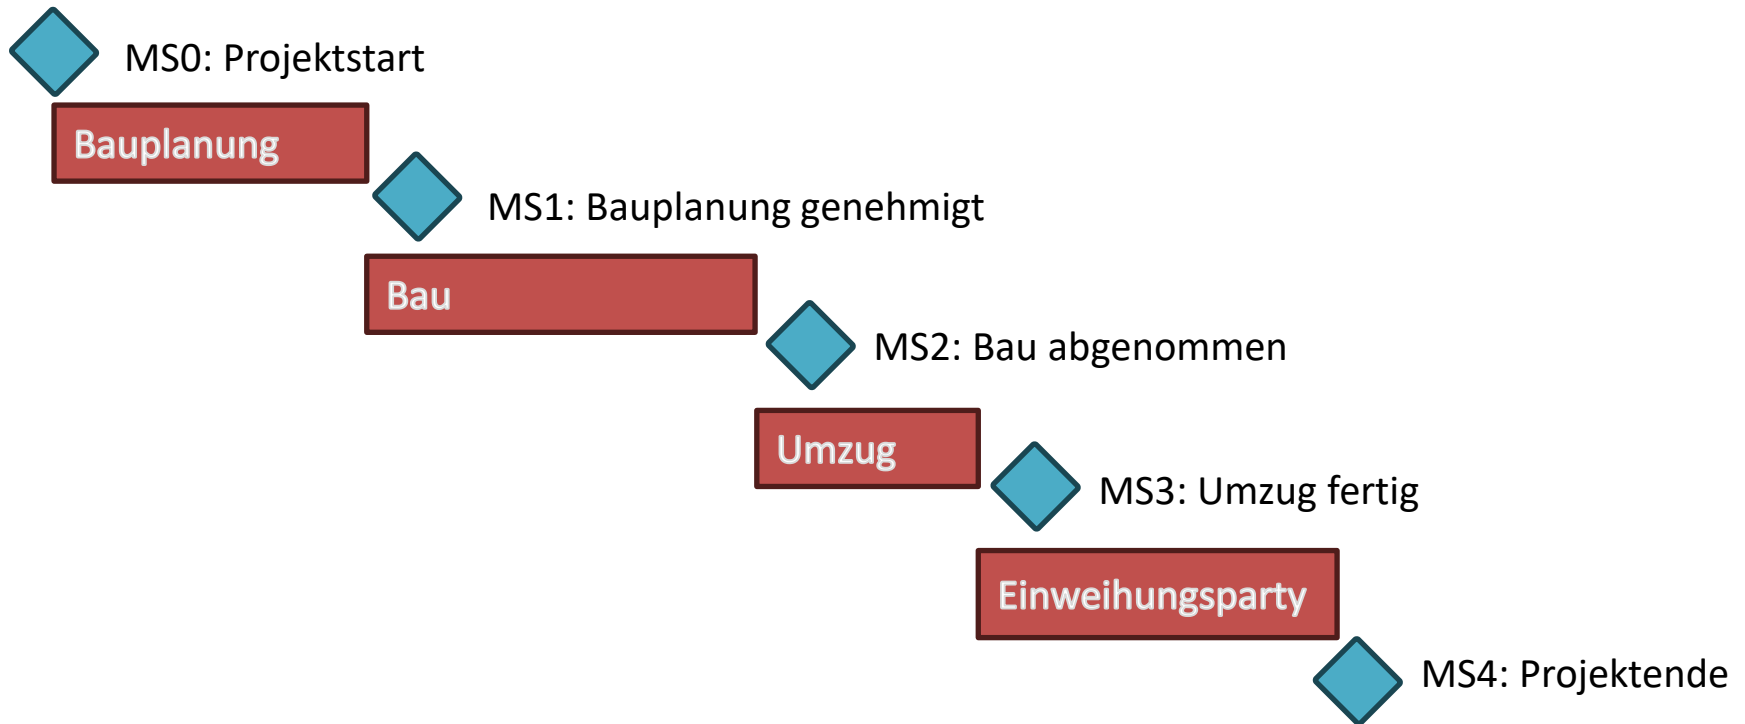 MS0: Projektstart
Bauplanung
MS1: Bauplanung genehmigt
Bau
MS2: Bau abgenommen
Umzug
MS3: Umzug fertig
Einweihungsparty
MS4: Projektende